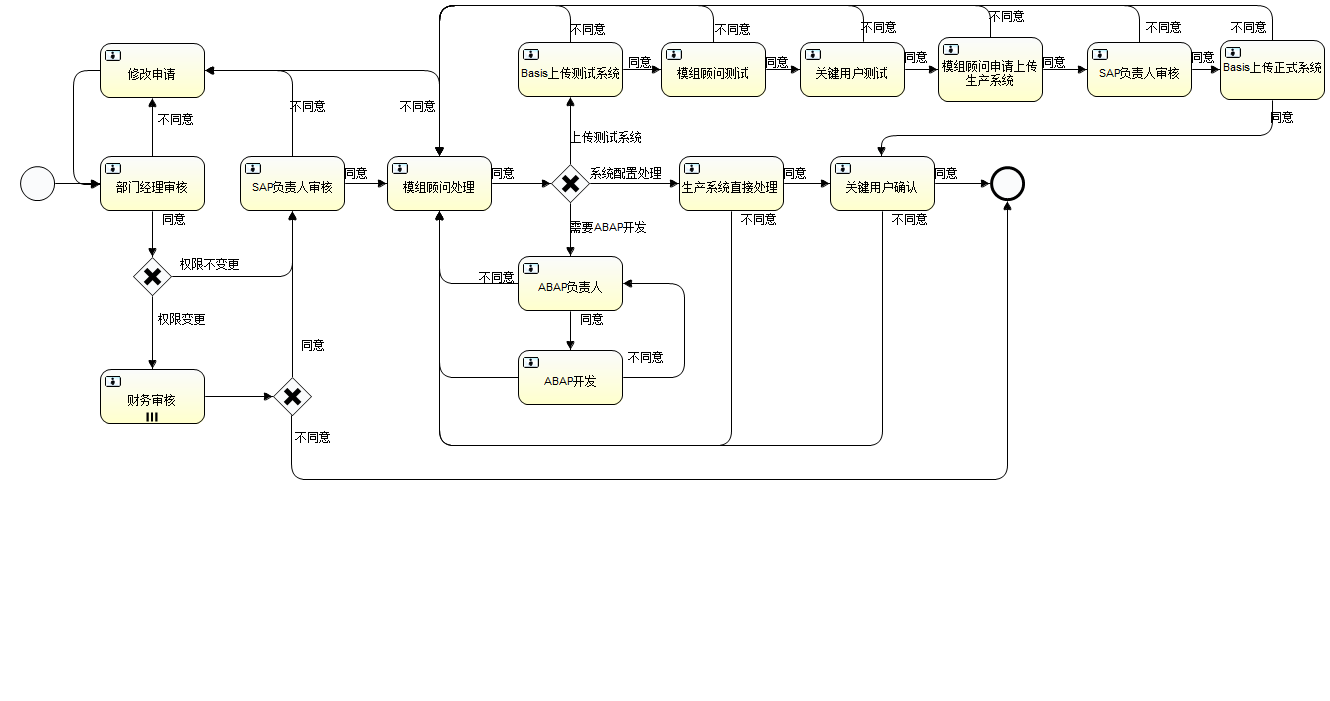 不同意
不同意
不同意
不同意
不同意
不同意
修改申请
Basis上传测试系统
同意
模组顾问测试
同意
关键用户测试
同意
模组顾问申请上传
生产系统
同意
SAP负责人审核
同意
Basis上传正式系统
不同意
不同意
不同意
同意
上传测试系统
部门经理审核
SAP负责人审核
同意
模组顾问处理
同意
系统配置处理
生产系统直接处理
同意
关键用户确认
同意
同意
需要ABAP开发
不同意
不同意
权限不变更
不同意
ABAP负责人
权限变更
同意
同意
不同意
ABAP开发
财务审核
不同意